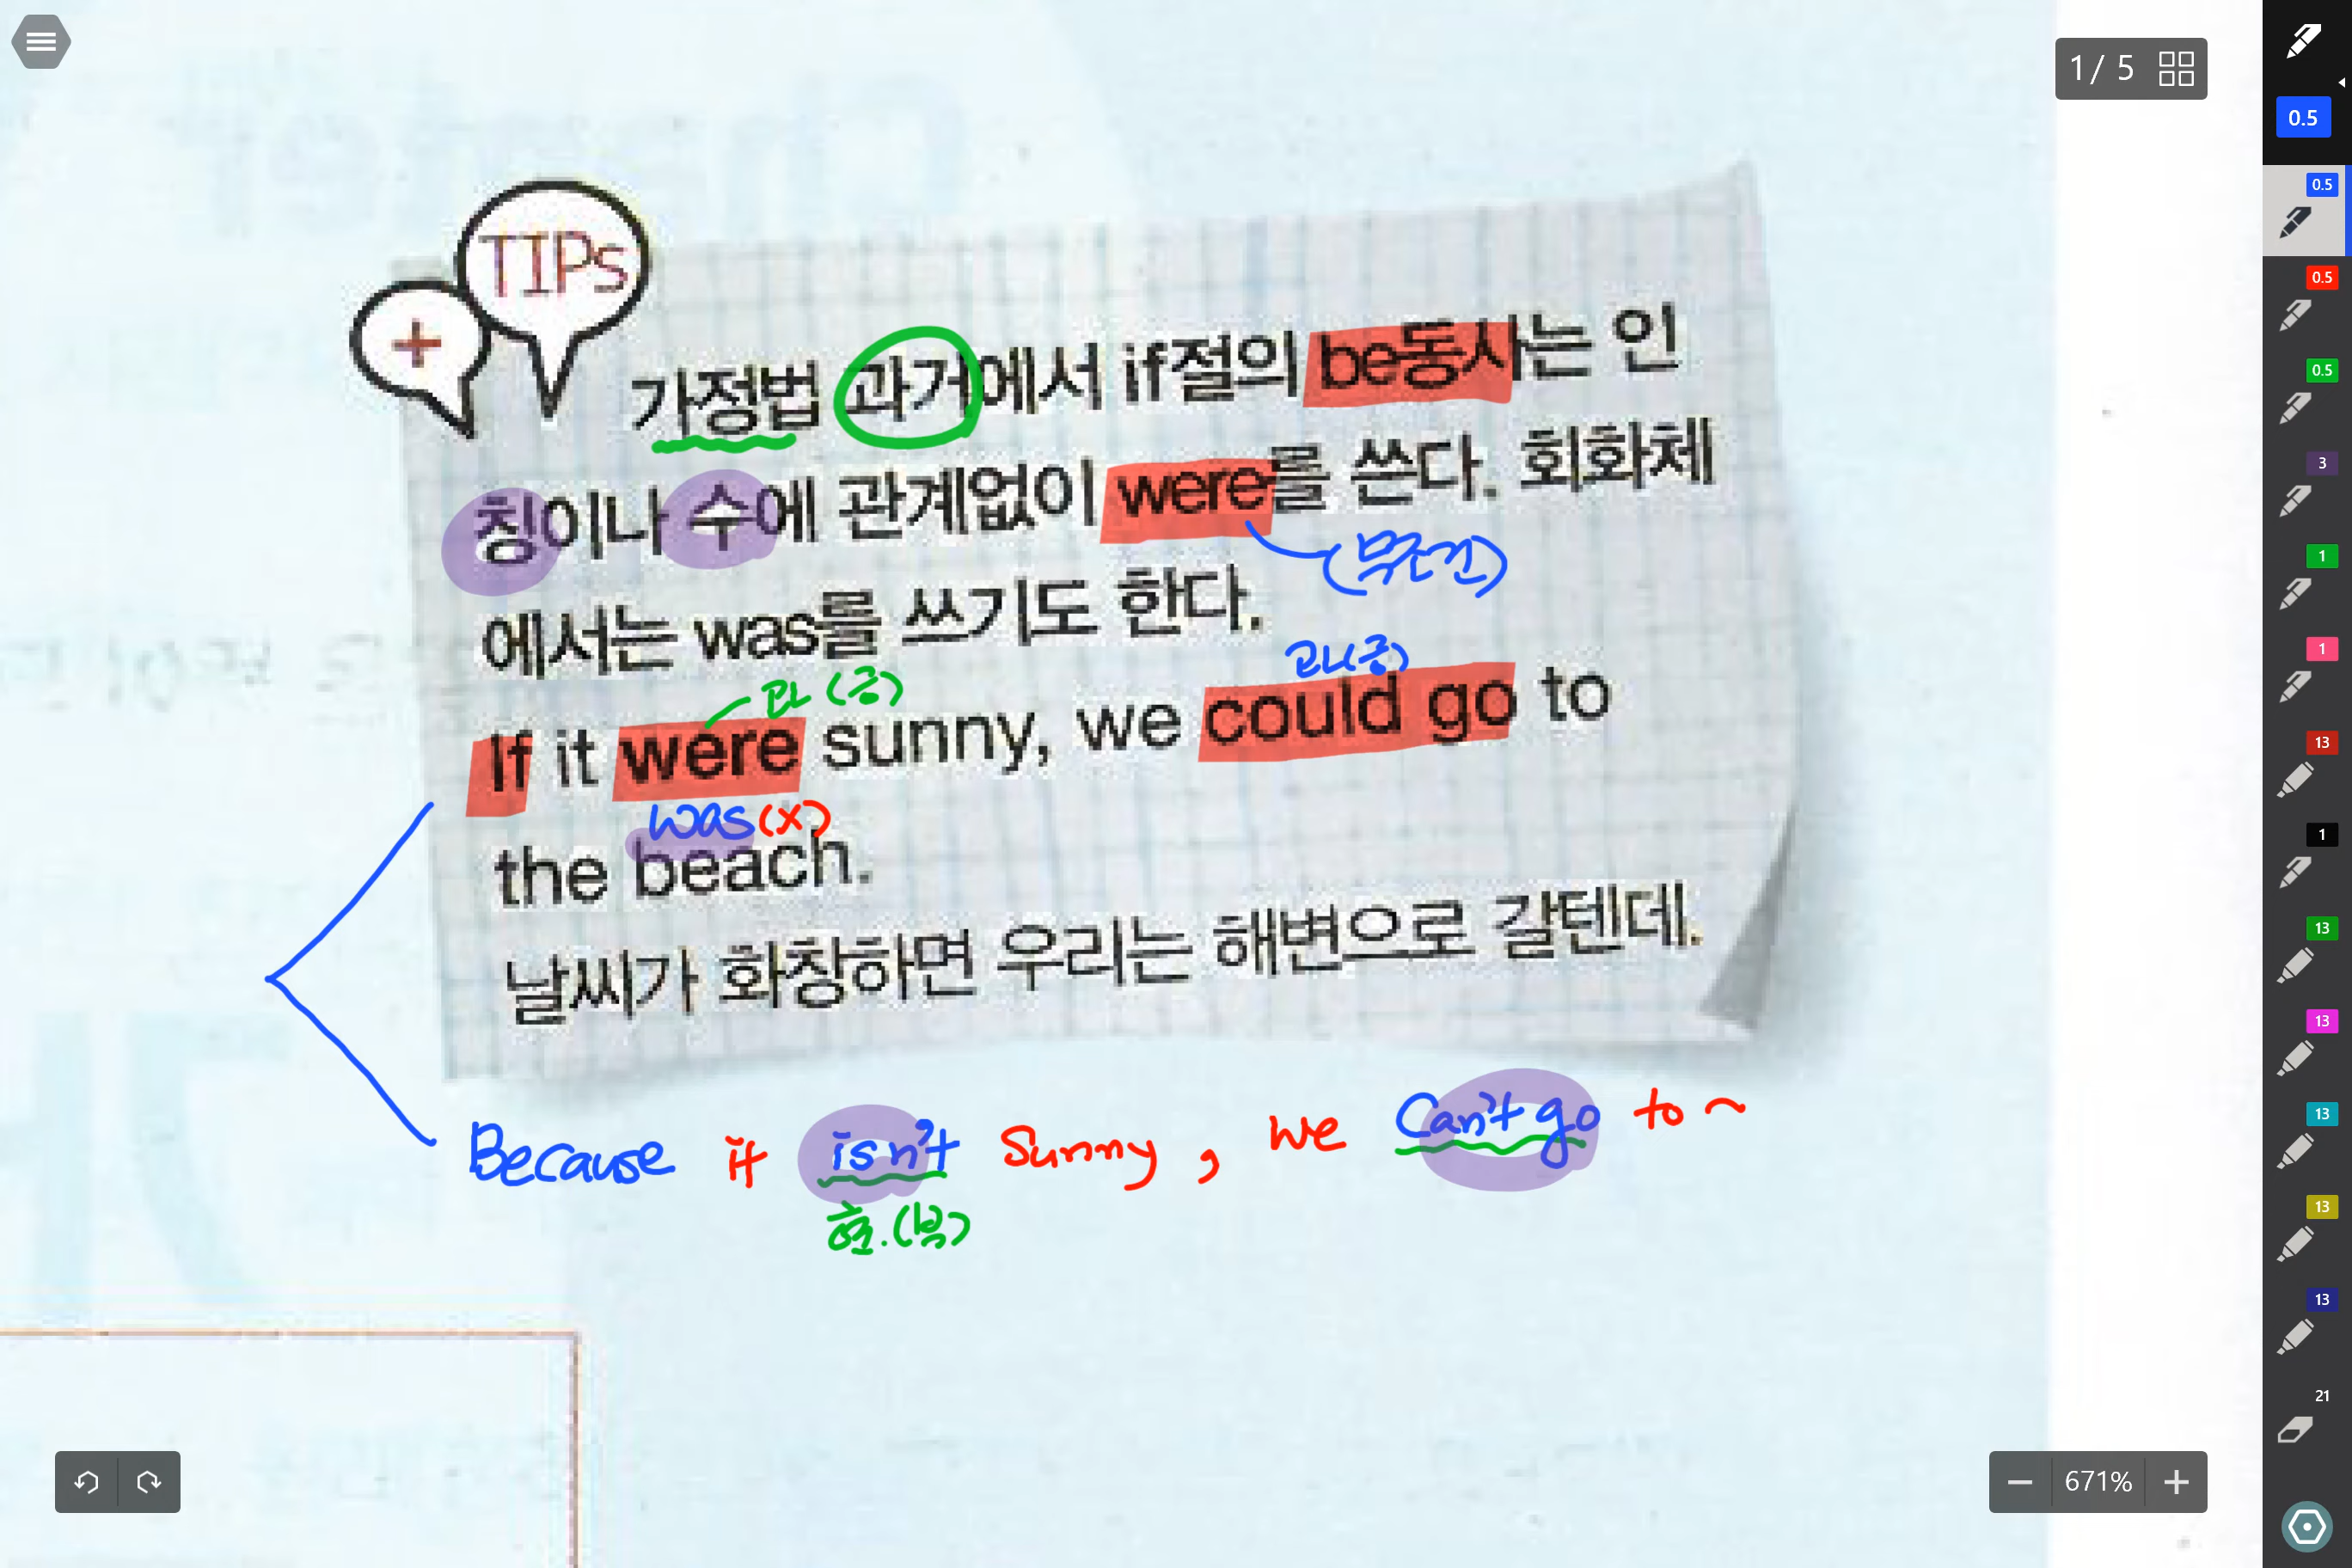 1/ 5
TIPs
+
가정법 과거에서 if절의 be동사는 인
칭이나 수에 관계없이 were를 쓴다. 회화체
(무조건)
에서는 was를 쓰기도 한다.
If it were sunny, we could go to
was (x)
the beach.
날씨가 화창하면 우리는 해변으로 갈텐데.
Because it isn't Sunny, we Can't go to ~
현.(부)
671%
0.5
0.5
0.5
0.5
3
1
1
13
1
13
13
13
13
13
21